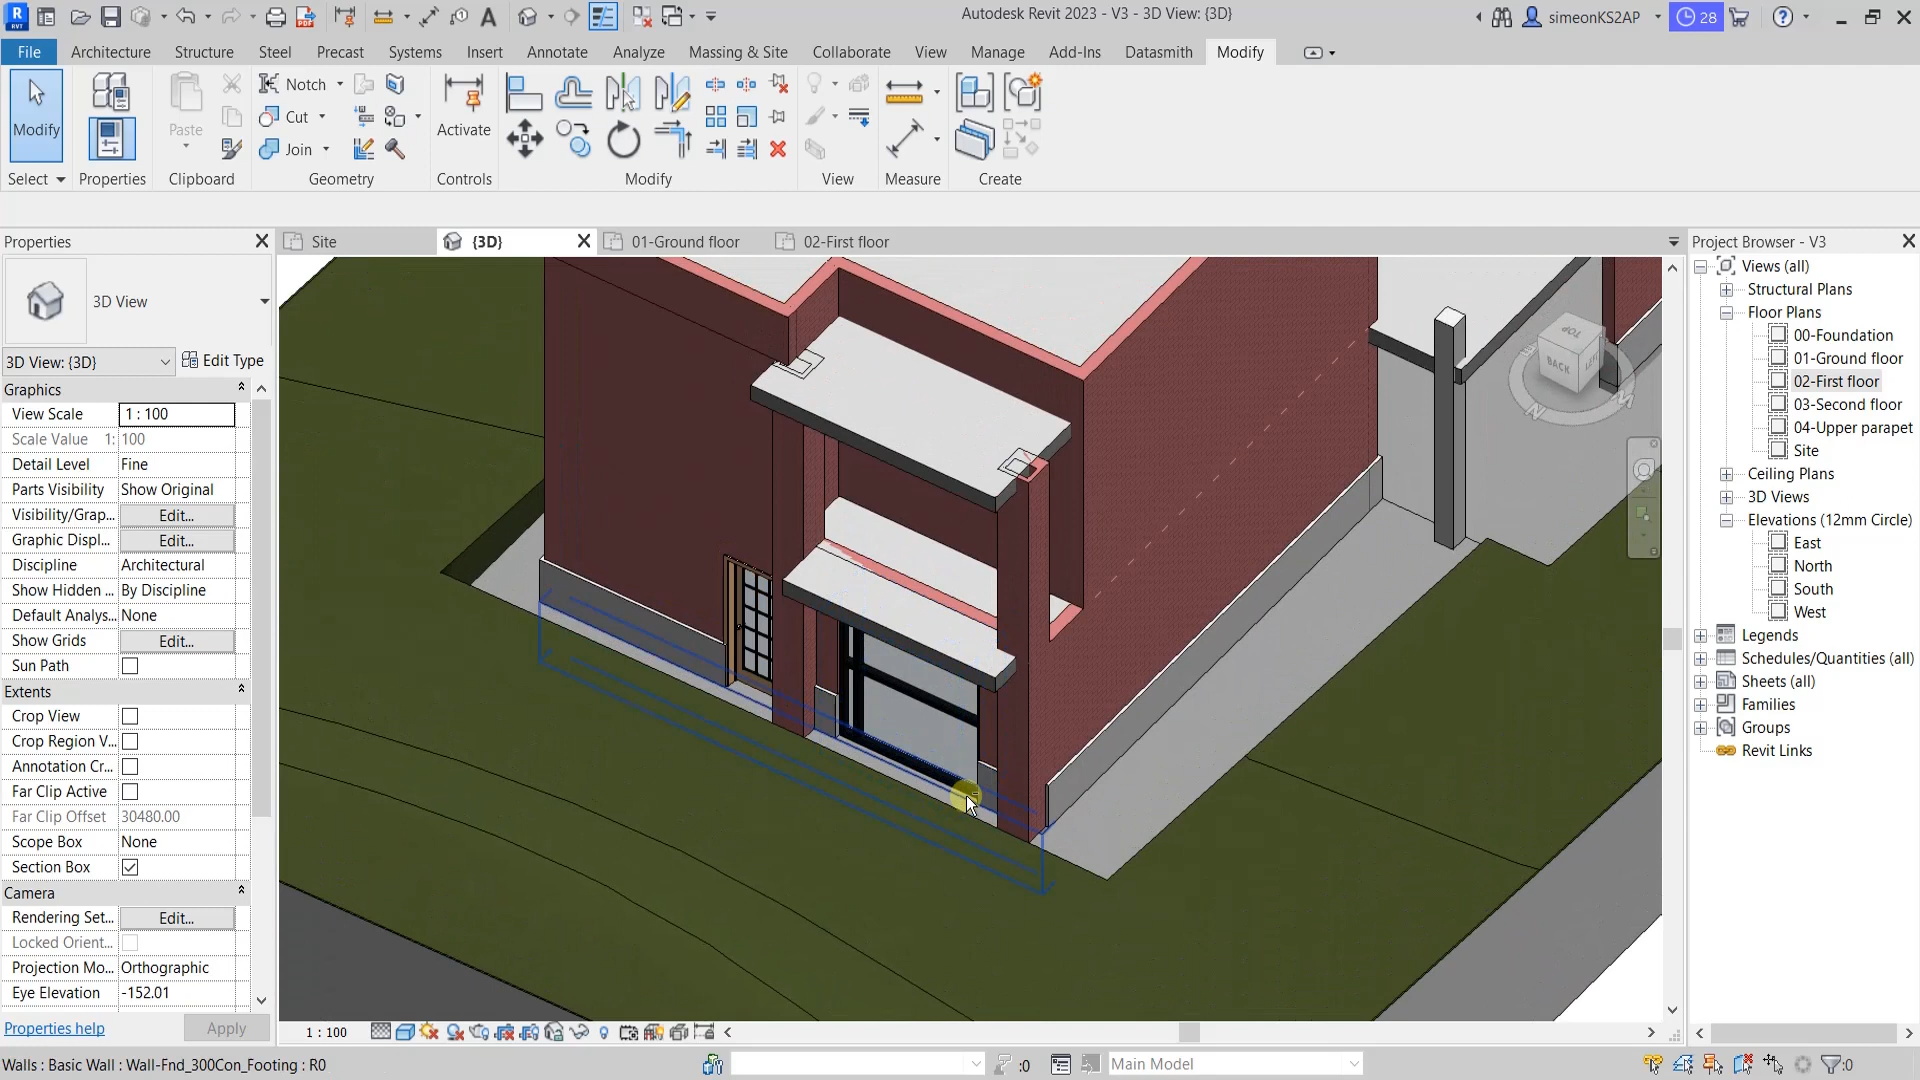 Autodesk Revit 2023 - V3 - 3D View: {3D}
simeonKS2AP
28
File
Architecture
Structure
Steel
Precast
Systems
Insert
Annotate
Analyze
Massing & Site
Collaborate
View
Manage
Add-Ins
Datasmith
Modify
Modify
Paste
Notch
Cut
Join
Activate
Select
Properties
Clipboard
Geometry
Controls
Modify
View
Measure
Create
Properties
Site
{3D}
01-Ground floor
02-First floor
Project Browser - V3
3D View
3D View: {3D}
Edit Type
Graphics
View Scale
1 : 100
Scale Value 1:
100
Detail Level
Fine
Parts Visibility
Show Original
Visibility/Grap...
Edit...
Graphic Displ...
Edit...
Discipline
Architectural
Show Hidden ...
By Discipline
Default Analys...
None
Show Grids
Edit...
Sun Path
Extents
Crop View
Crop Region V...
Annotation Cr...
Far Clip Active
Far Clip Offset
30480.00
Scope Box
None
Section Box
Camera
Rendering Set...
Edit...
Locked Orient...
Projection Mo...
Orthographic
Eye Elevation
-152.01
Properties help
Apply
TOP
BACK
LEFT
N
Views (all)
Structural Plans
Floor Plans
00-Foundation
01-Ground floor
02-First floor
03-Second floor
04-Upper parapet
Site
Ceiling Plans
3D Views
Elevations (12mm Circle)
East
North
South
West
Legends
Schedules/Quantities (all)
Sheets (all)
Families
Groups
Revit Links
1 : 100
Walls : Basic Wall : Wall-Fnd_300Con_Footing : R0
:0
Main Model
:0